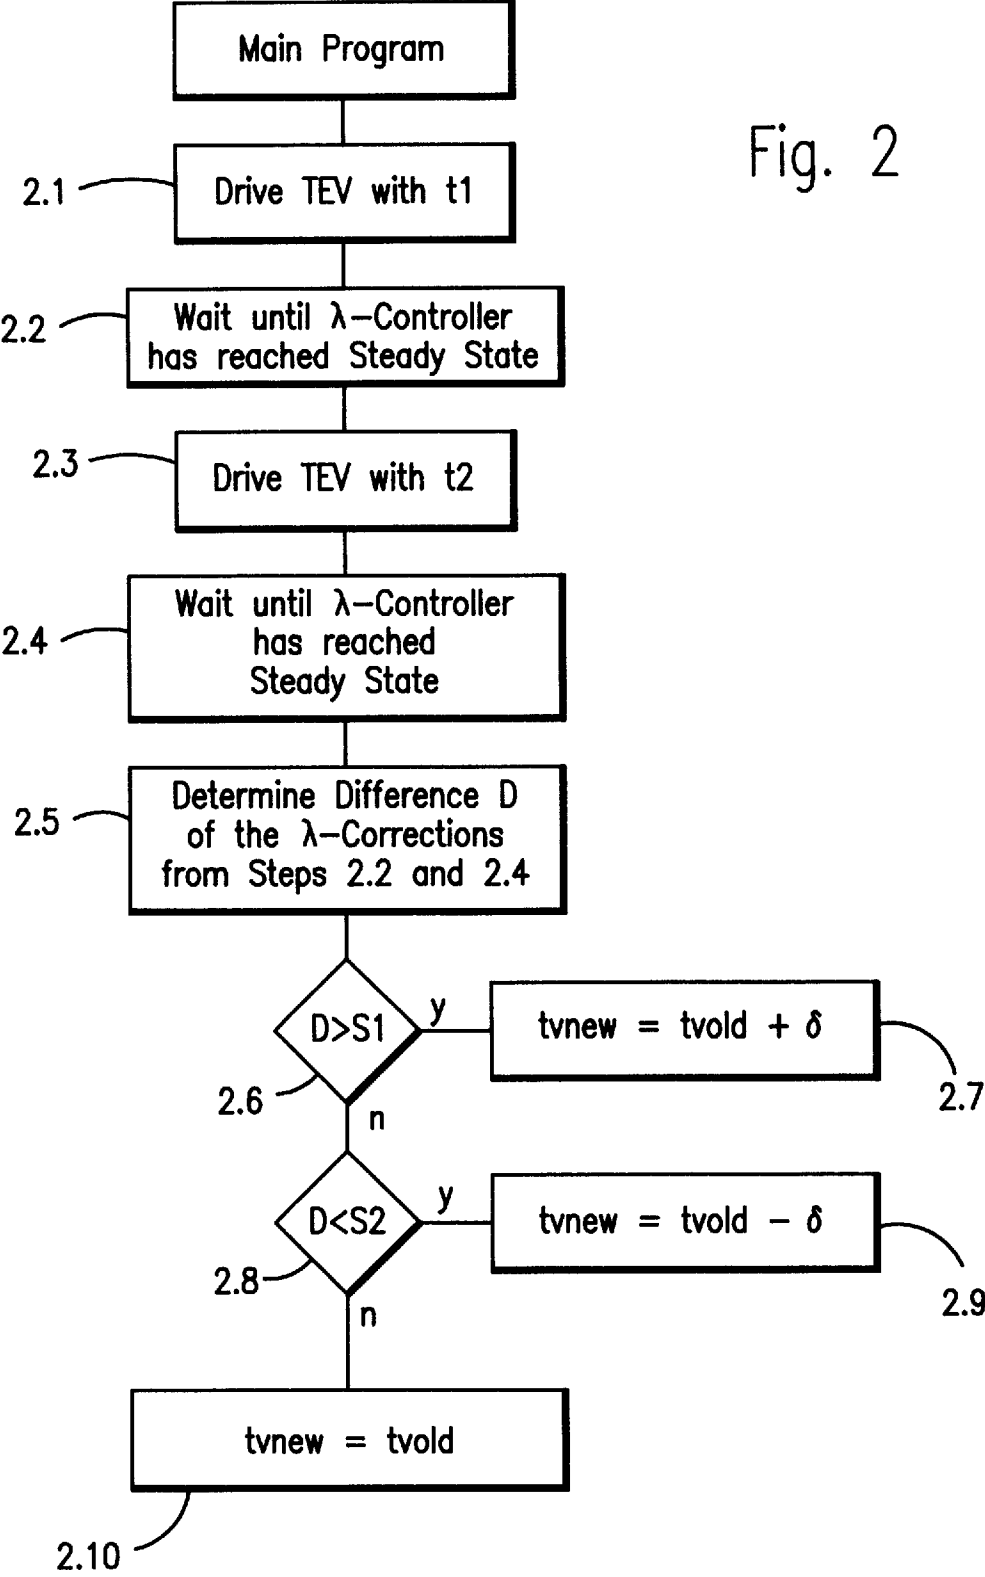 Main Program
Fig. 2
2.1
Drive TEV with t1
2.2
Wait until λ-Controller
has reached Steady State
2.3
Drive TEV with t2
2.4
Wait until λ-Controller
has reached
Steady State
2.5
Determine Difference D
of the λ-Corrections
from Steps 2.2 and 2.4
D>S1
y
tvnew = tvold + δ
2.6
2.7
n
D<S2
y
tvnew = tvold - δ
2.8
2.9
n
tvnew = tvold
2.10